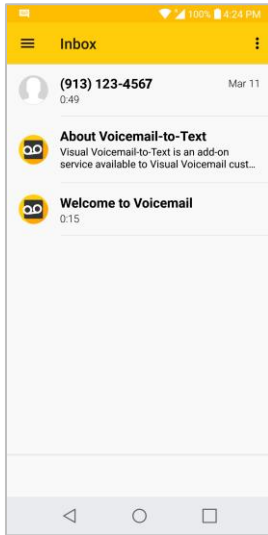 100% 4:24 PM
Inbox
(913) 123-4567 Mar 11
0:49
About Voicemail-to-Text
Visual Voicemail-to-Text is an add-on
service available to Visual Voicemail cust...
Welcome to Voicemail
0:15